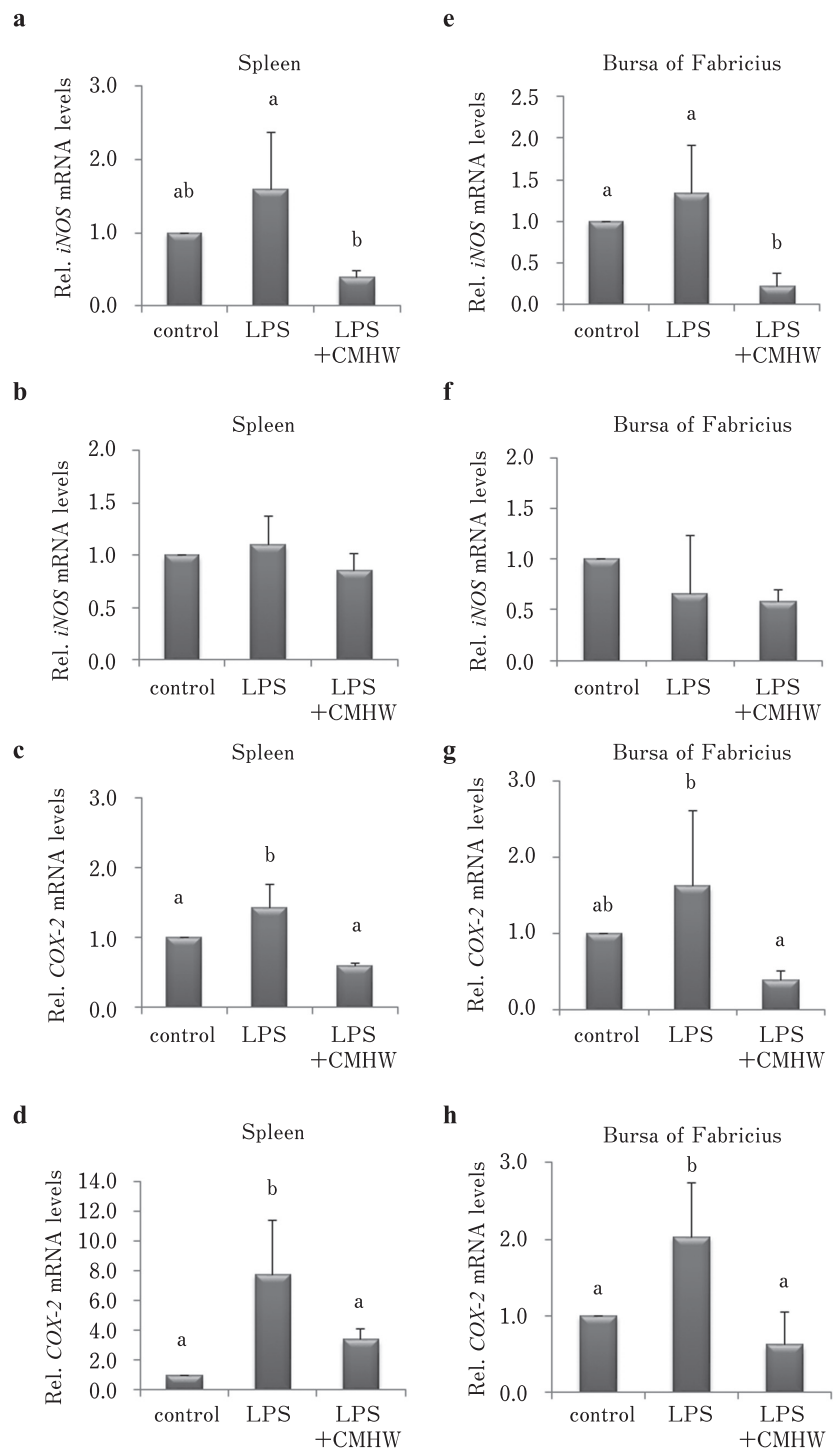 a
Spleen
Rel. iNOS mRNA levels
3.0
2.0
1.0
0.0
ab
a
b
control LPS LPS
+CMHW
e
Bursa of Fabricius
Rel. iNOS mRNA levels
2.5
2.0
1.5
1.0
0.5
0.0
a
a
b
control LPS LPS
+CMHW
b
Spleen
Rel. iNOS mRNA levels
2.0
1.5
1.0
0.5
0.0
control LPS LPS
+CMHW
f
Bursa of Fabricius
Rel. iNOS mRNA levels
2.0
1.5
1.0
0.5
0.0
control LPS LPS
+CMHW
c
Spleen
Rel. COX-2 mRNA levels
3.0
2.0
1.0
0.0
a
b
a
control LPS LPS
+CMHW
g
Bursa of Fabricius
Rel. COX-2 mRNA levels
3.0
2.0
1.0
0.0
ab
b
a
control LPS LPS
+CMHW
d
Spleen
Rel. COX-2 mRNA levels
14.0
12.0
10.0
8.0
6.0
4.0
2.0
0.0
a
b
a
control LPS LPS
+CMHW
h
Bursa of Fabricius
Rel. COX-2 mRNA levels
3.0
2.0
1.0
0.0
a
b
a
control LPS LPS
+CMHW